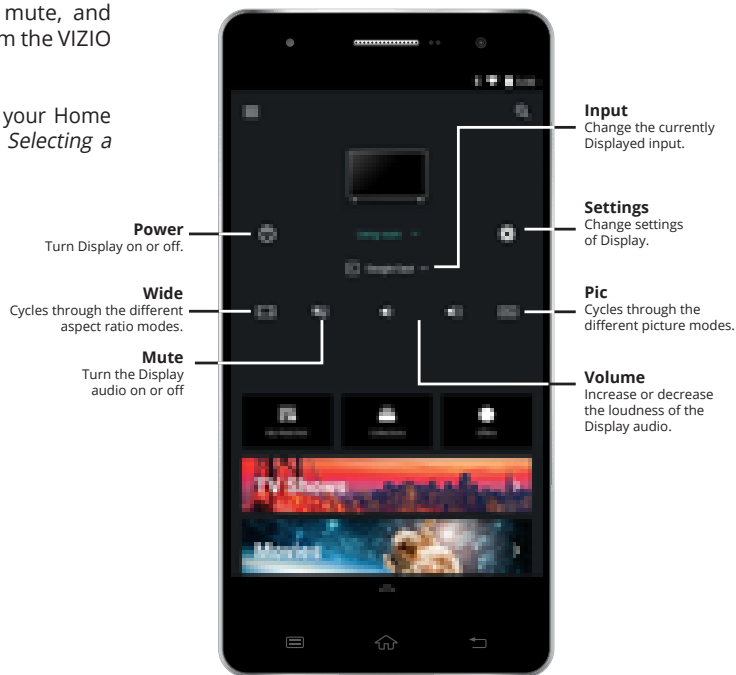 mute, and
m the VIZIO
your Home
Selecting a
Input
Change the currently
Displayed input.
Settings
Change settings
of Display.
Power
Turn Display on or off.
Wide
Cycles through the different
aspect ratio modes.
Pic
Cycles through the
different picture modes.
Mute
Turn the Display
audio on or off
Volume
Increase or decrease
the loudness of the
Display audio.
TV Shows
Movies